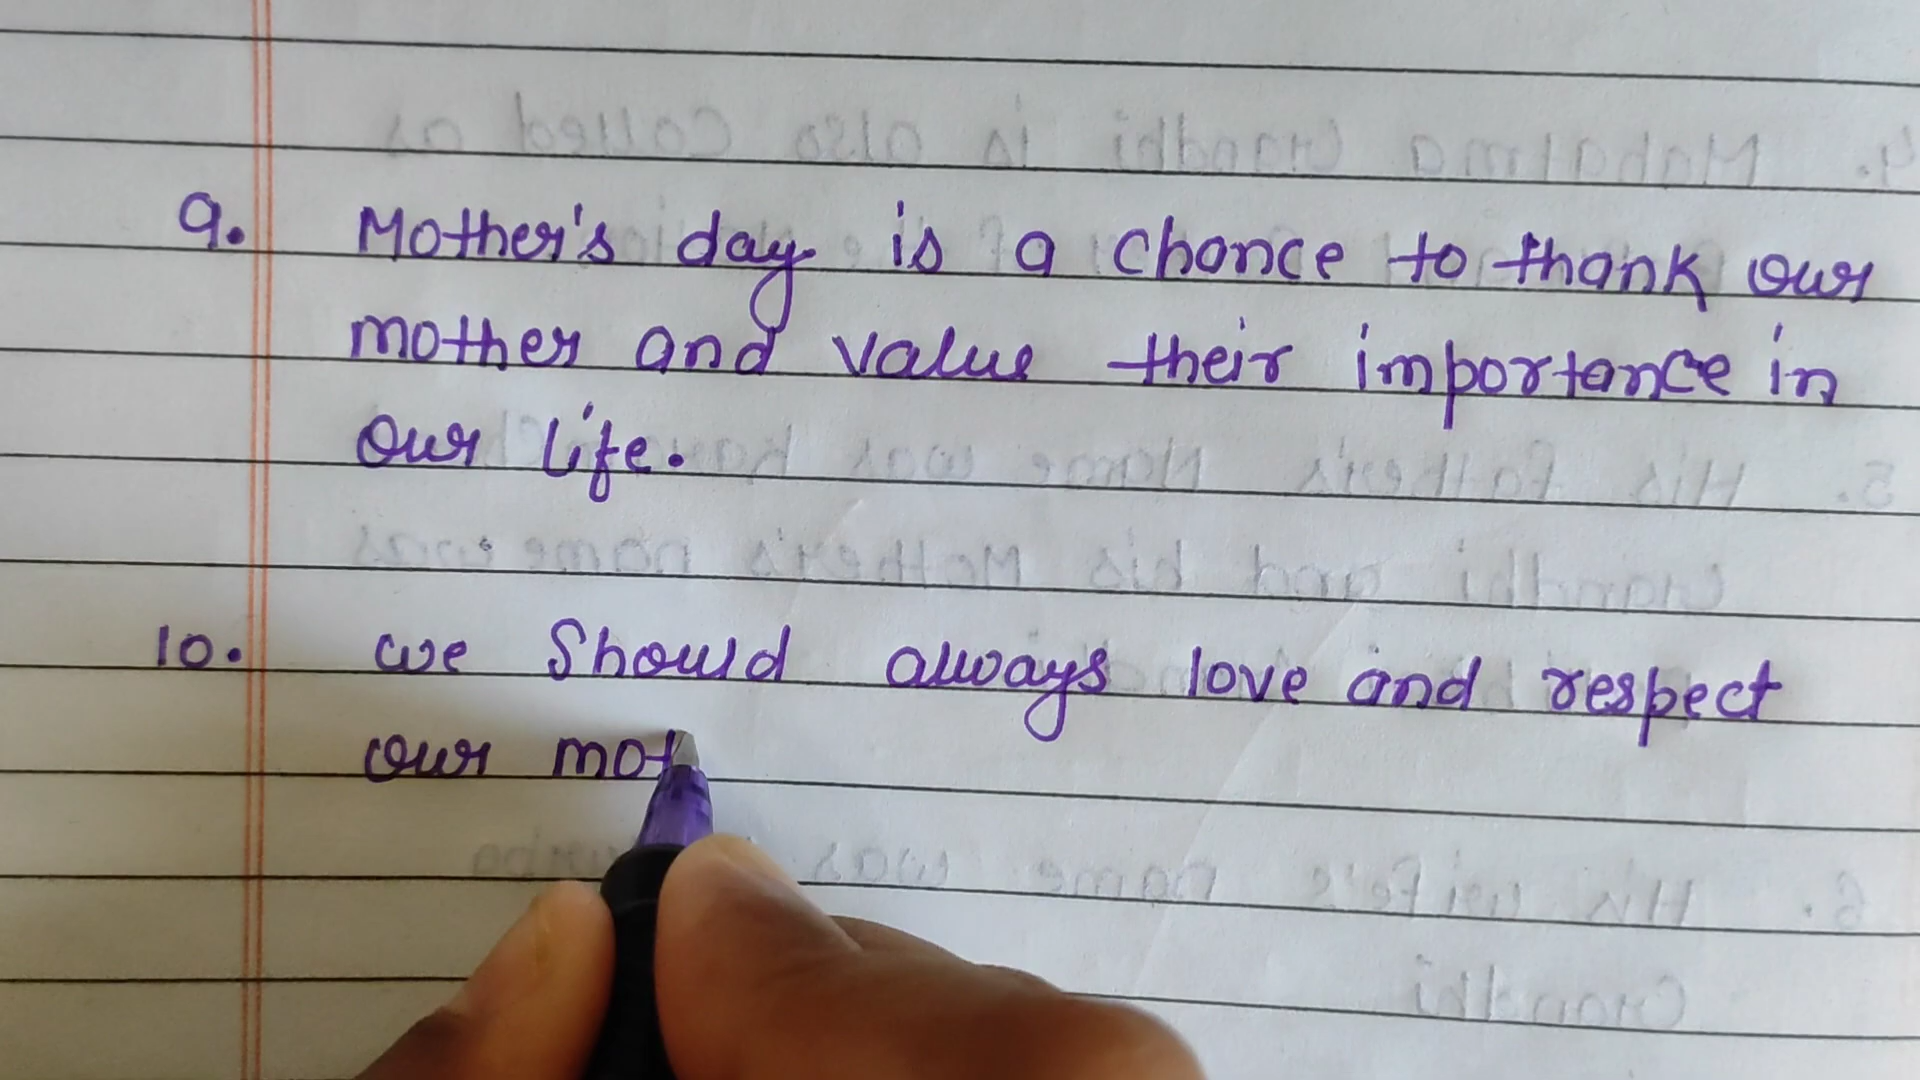 9. Mother's day is a chance to thank our
mother and value their importance in
our life.
10. we Should always love and respect
our mot